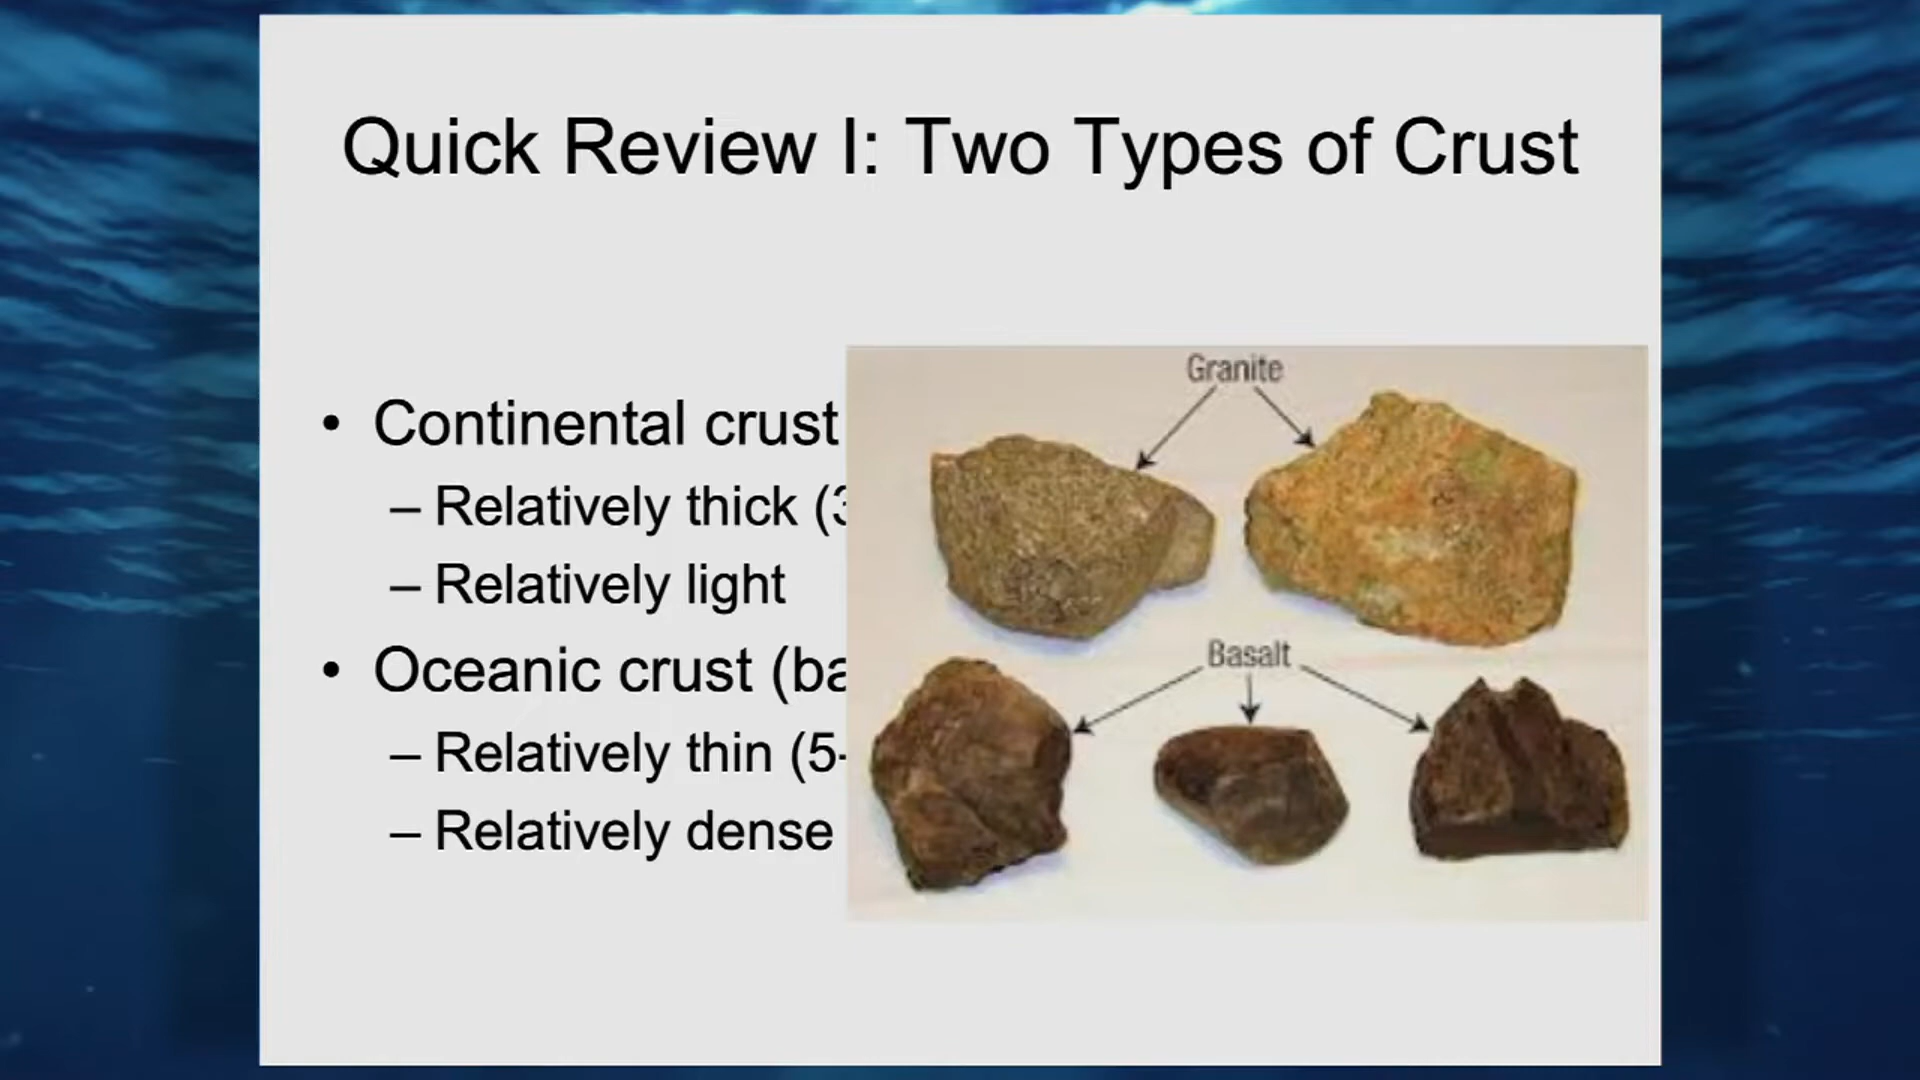 Quick Review I: Two Types of Crust
• Continental crust
– Relatively thick (3
– Relatively light
• Oceanic crust (ba
– Relatively thin (5-
– Relatively dense
Granite
Basalt